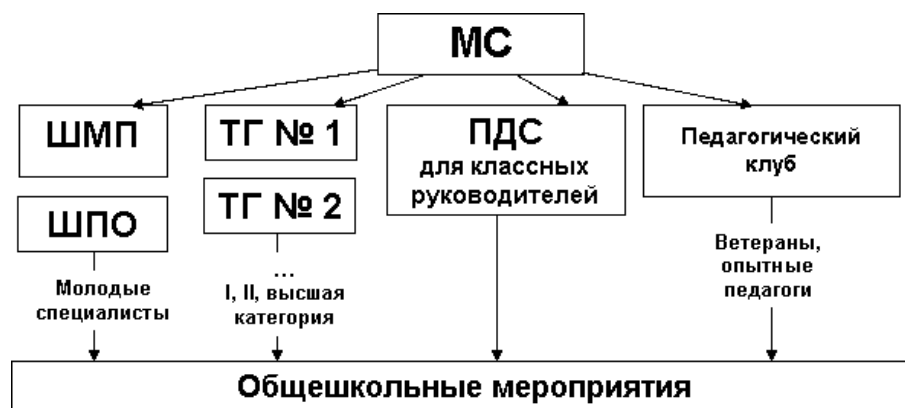 МС
ШМП
ШПО
Молодые
специалисты
ТГ № 1
ТГ № 2
...
I, II, высшая
категория
ПДС
для классных
руководителей
Педагогический
клуб
Ветераны,
опытные
педагоги
Общешкольные мероприятия